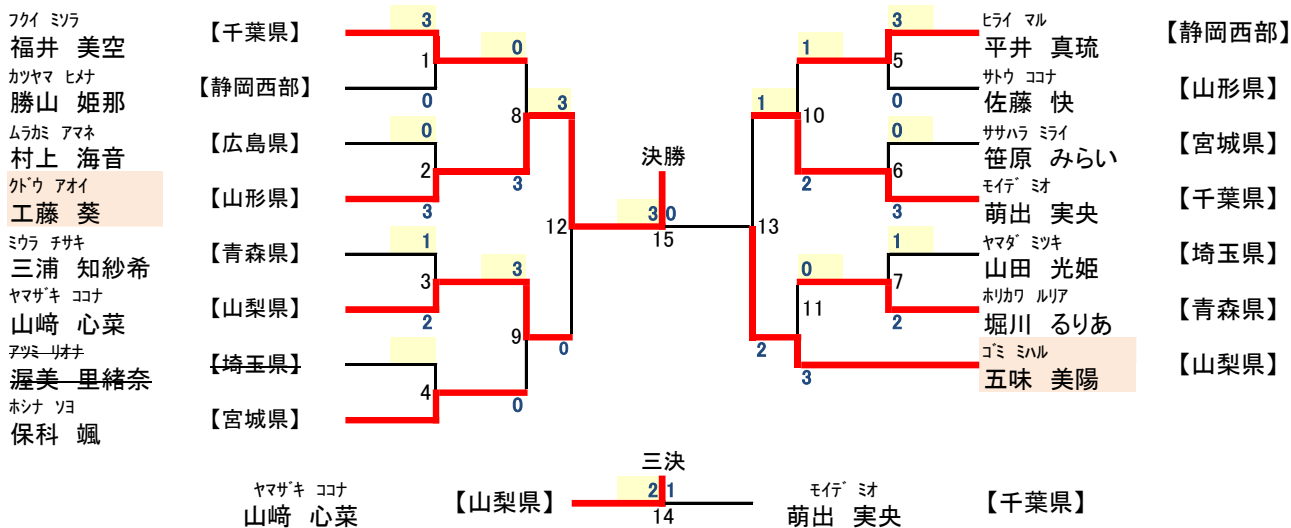 フクイ ミソラ
福井 美空
【千葉県】
カツヤマ ヒメナ
勝山 姫那
【静岡西部】
ムラカミ アマネ
村上 海音
【広島県】
クドウ アオイ
工藤 葵
【山形県】
ミウラ チサキ
三浦 知紗希
【青森県】
ヤマザキ ココナ
山﨑 心菜
【山梨県】
アツミ リオナ
渥美 里緒奈
【埼玉県】
ホシナ ソヨ
保科 颯
【宮城県】
3
1
0
0
2
3
1
3
2
4
0
8
3
3
9
0
3
12
0
決勝
3 0
15
1
13
2
1
10
2
0
11
3
3
5
0
0
6
3
1
7
2
ヒライ マル
平井 真琉
【静岡西部】
サトウ ココナ
佐藤 快
【山形県】
ササハラ ミライ
笹原 みらい
【宮城県】
モイデ ミオ
萌出 実央
【千葉県】
ヤマダ ミツキ
山田 光姫
【埼玉県】
ホリカワ ルリア
堀川 るりあ
【青森県】
ゴミ ミハル
五味 美陽
【山梨県】
三決
ヤマザキ ココナ
山﨑 心菜
【山梨県】
2 1
14
モイデ ミオ
萌出 実央
【千葉県】